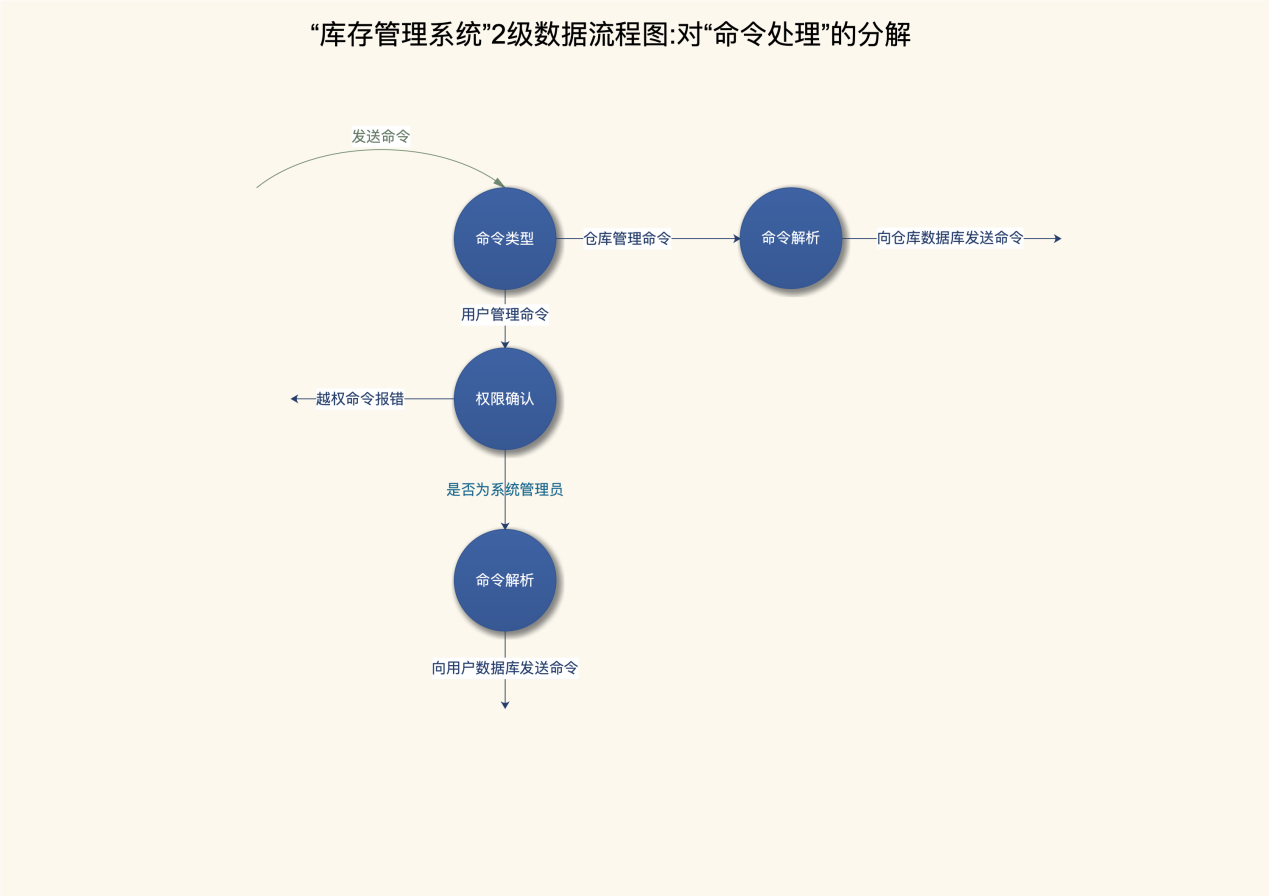 “库存管理系统”2级数据流程图:对“命令处理”的分解
发送命令
命令类型
仓库管理命令
命令解析
向仓库数据库发送命令
用户管理命令
越权命令报错
权限确认
是否为系统管理员
命令解析
向用户数据库发送命令